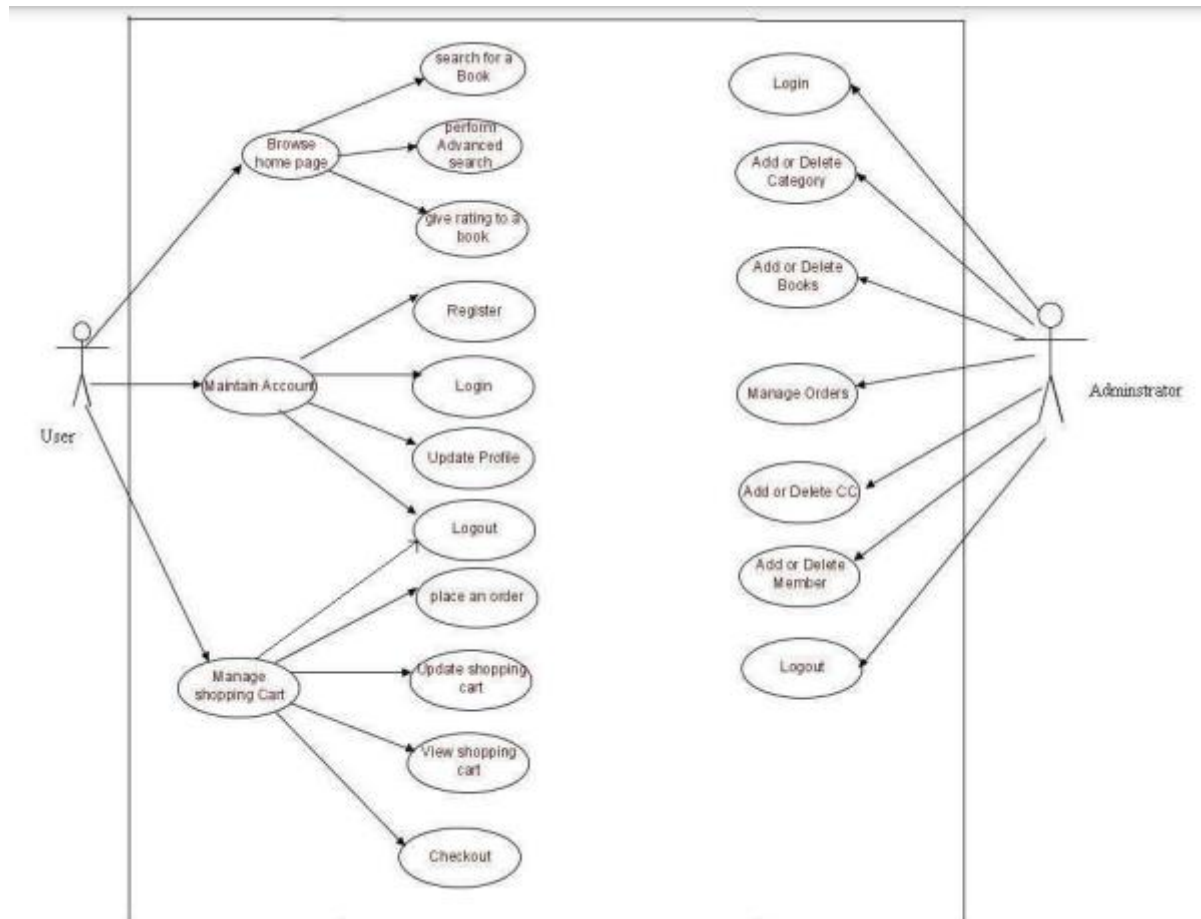 search for a
Book
perform
Advanced
search
Browse
home page
give rating to a
book
Register
Maintain Account
Login
User
Update Profile
Logout
place an order
Manage
shopping Cart
Update shopping
cart
View shopping
cart
Checkout
Login
Add or Delete
Category
Add or Delete
Books
Manage Orders
Adminstrator
Add or Delete CC
Add or Delete
Member
Logout